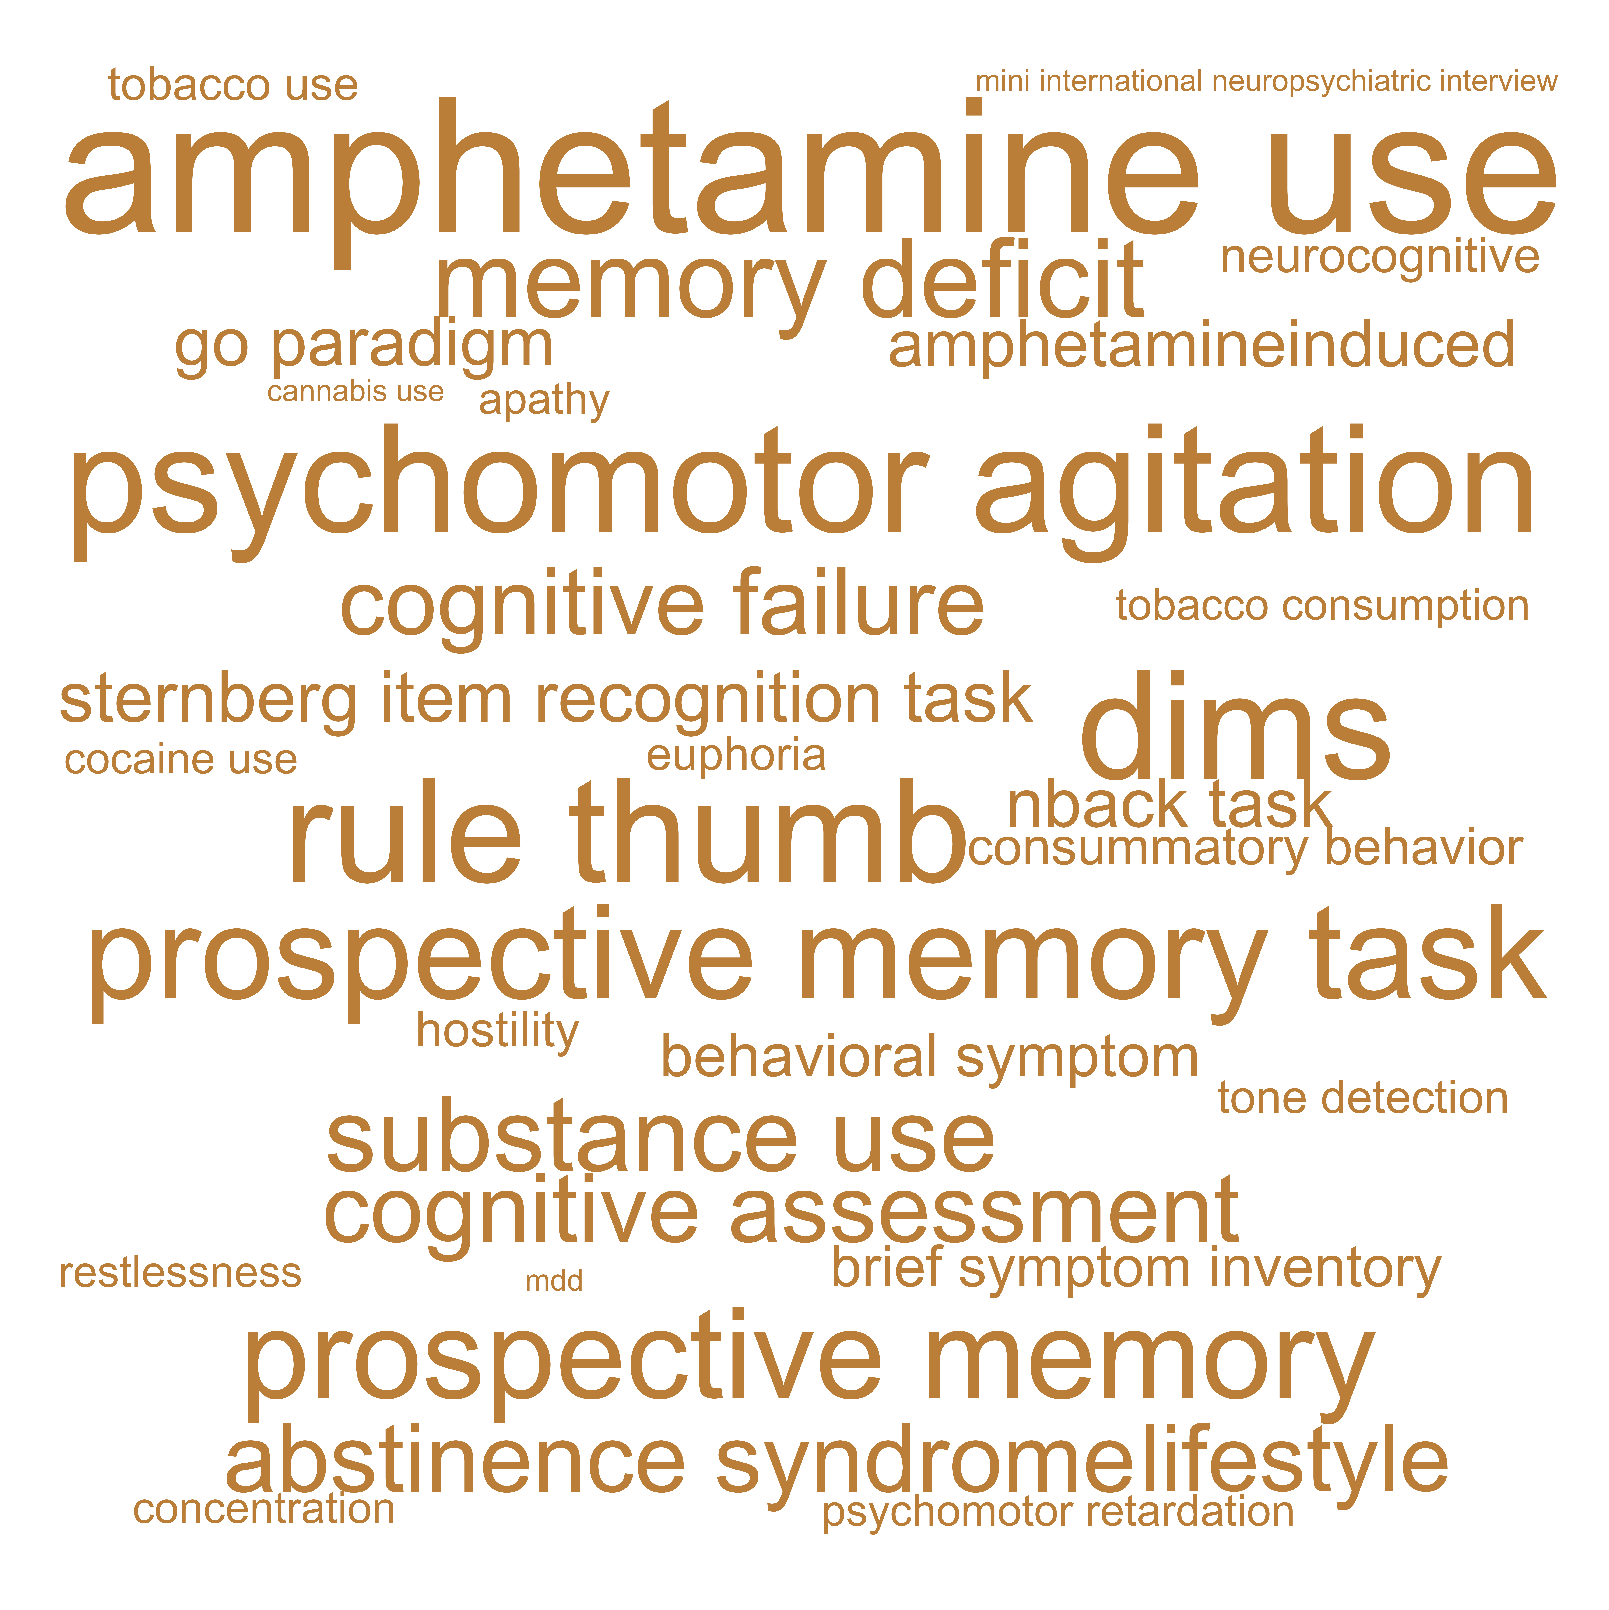 tobacco use
mini international neuropsychiatric interview
amphetamine use
memory deficit
neurocognitive
go paradigm
amphetamineinduced
cannabis use
apathy
psychomotor agitation
cognitive failure
tobacco consumption
sternberg item recognition task
dims
cocaine use
euphoria
rule thumb
nback task
consummatory behavior
prospective memory task
hostility
behavioral symptom
tone detection
substance use
cognitive assessment
restlessness
mdd
brief symptom inventory
prospective memory
abstinence syndrome
lifestyle
concentration
psychomotor retardation